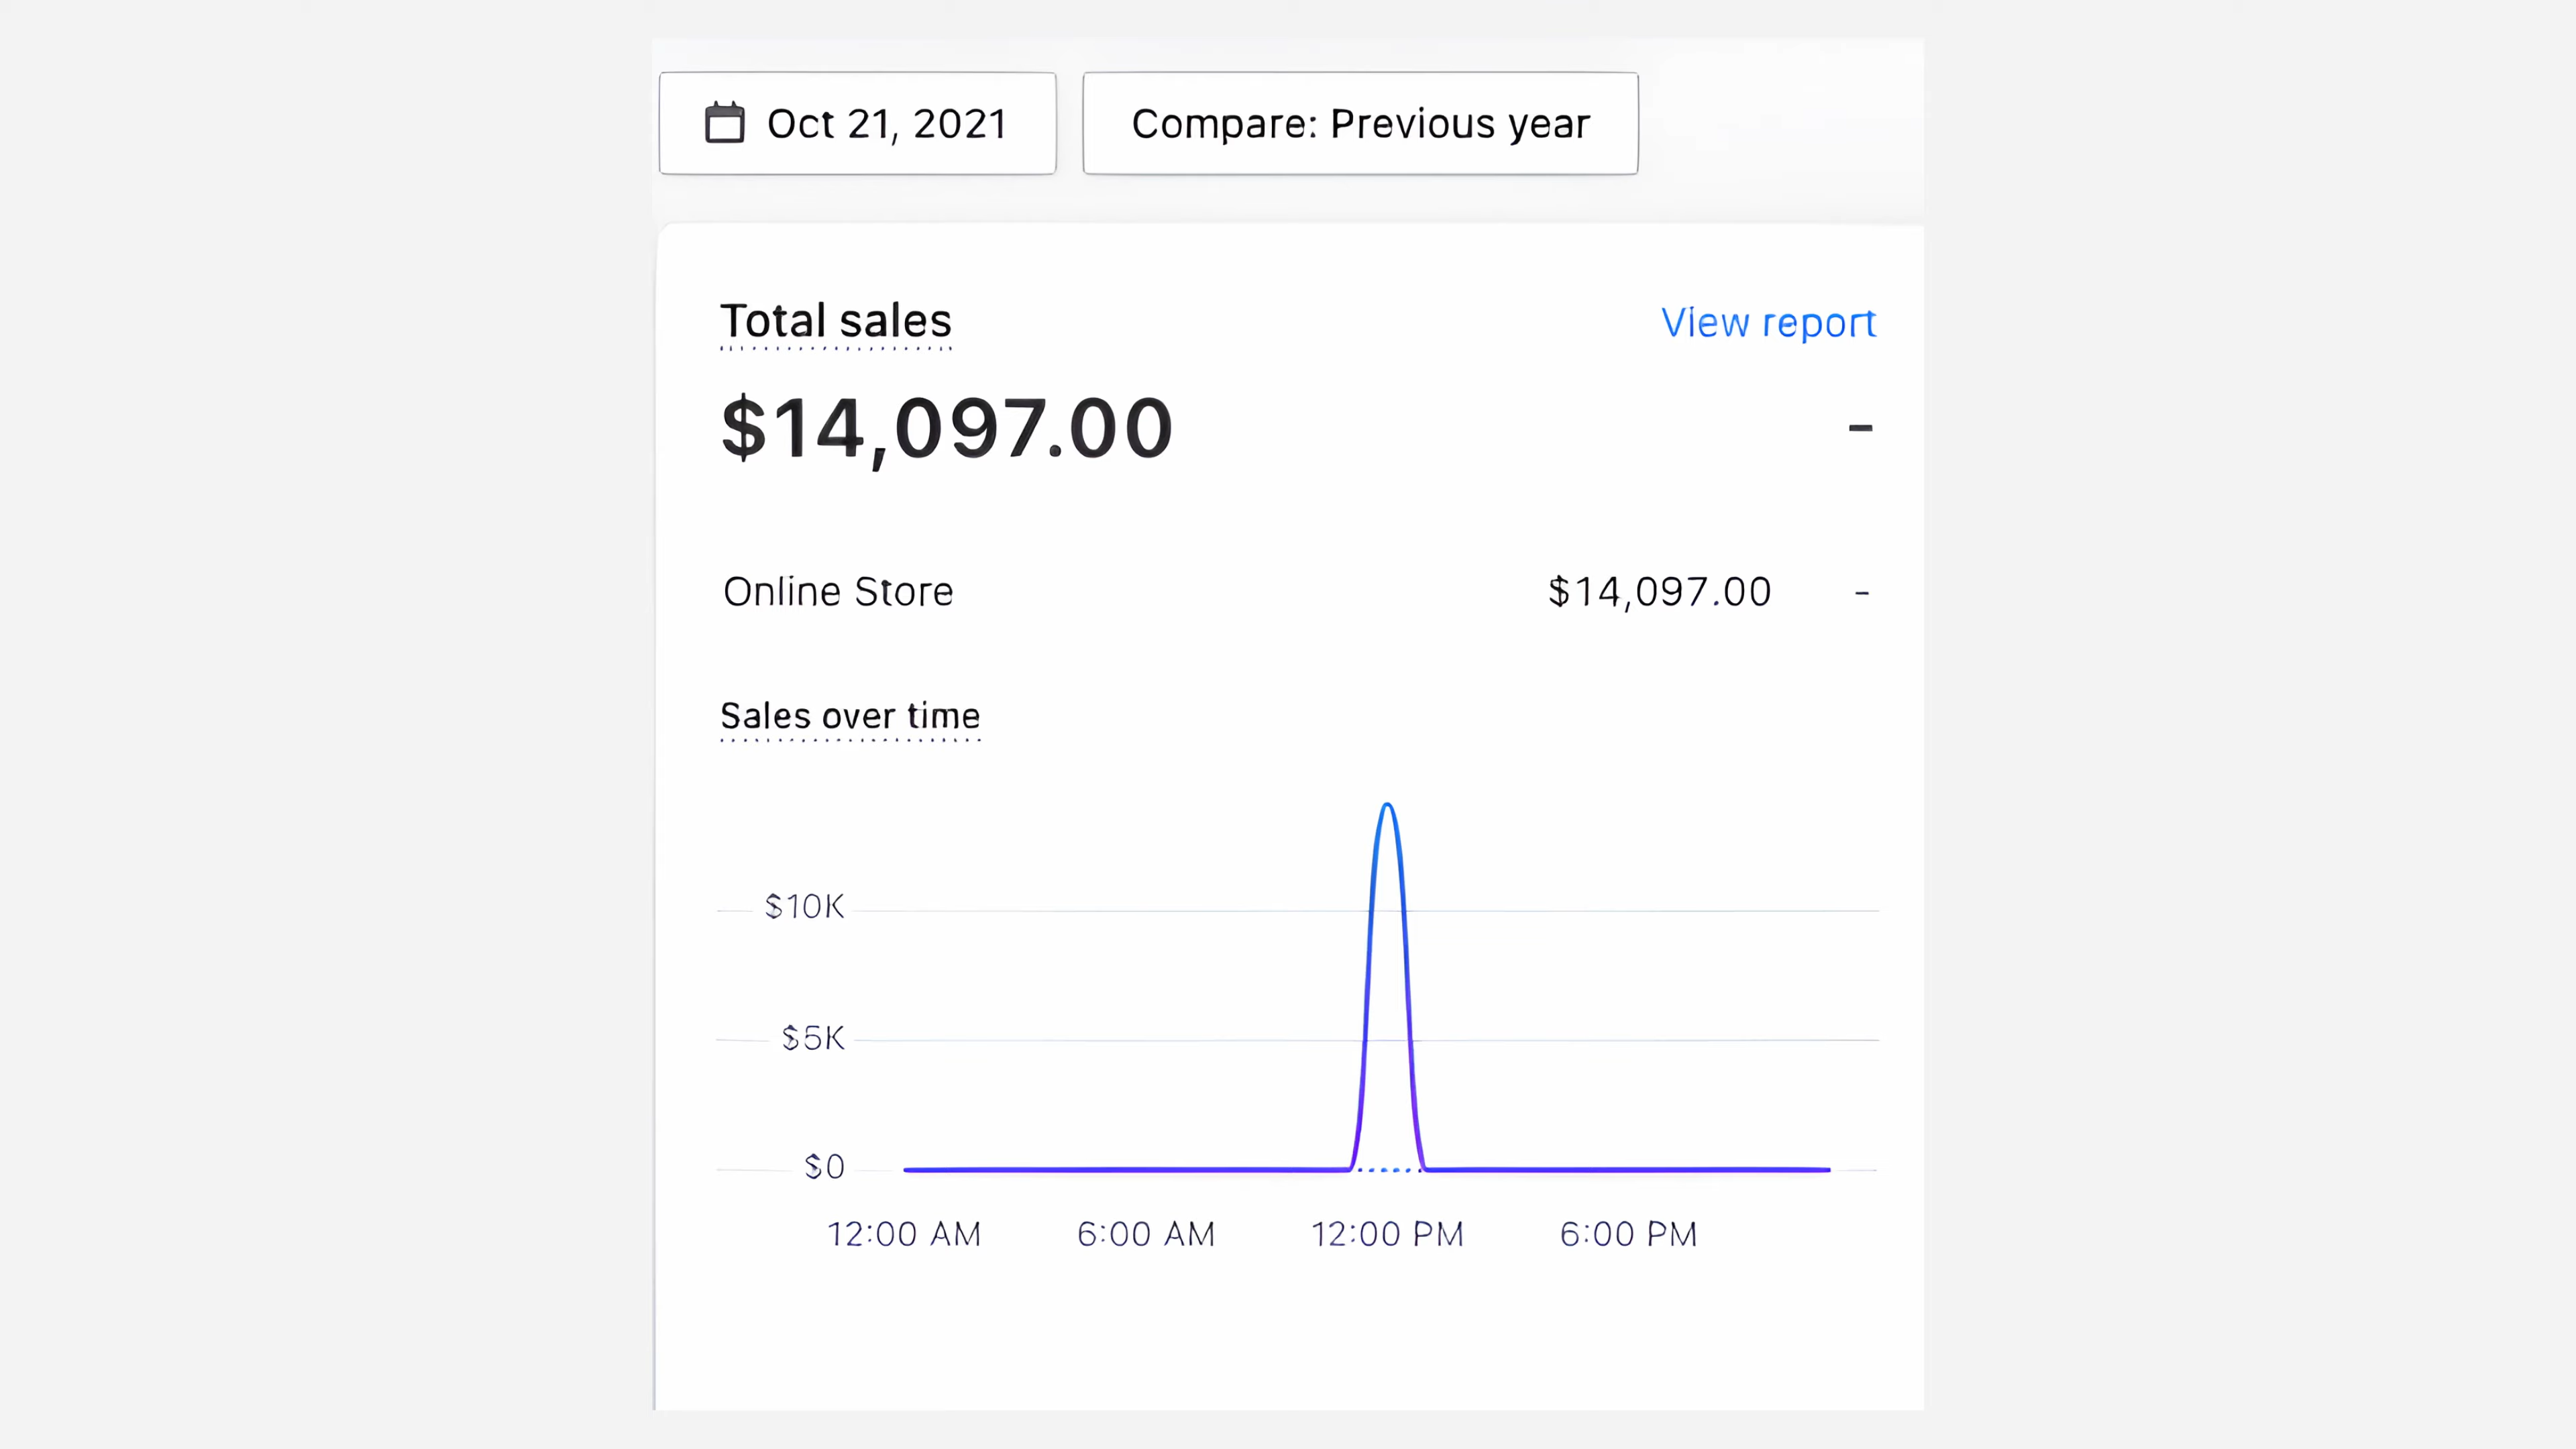 Oct 21, 2021
Compare: Previous year
Total sales
View report
$14,097.00
-
Online Store
$14,097.00
-
Sales over time
$10K
$5K
$0
12:00 AM
6:00 AM
12:00 PM
6:00 PM